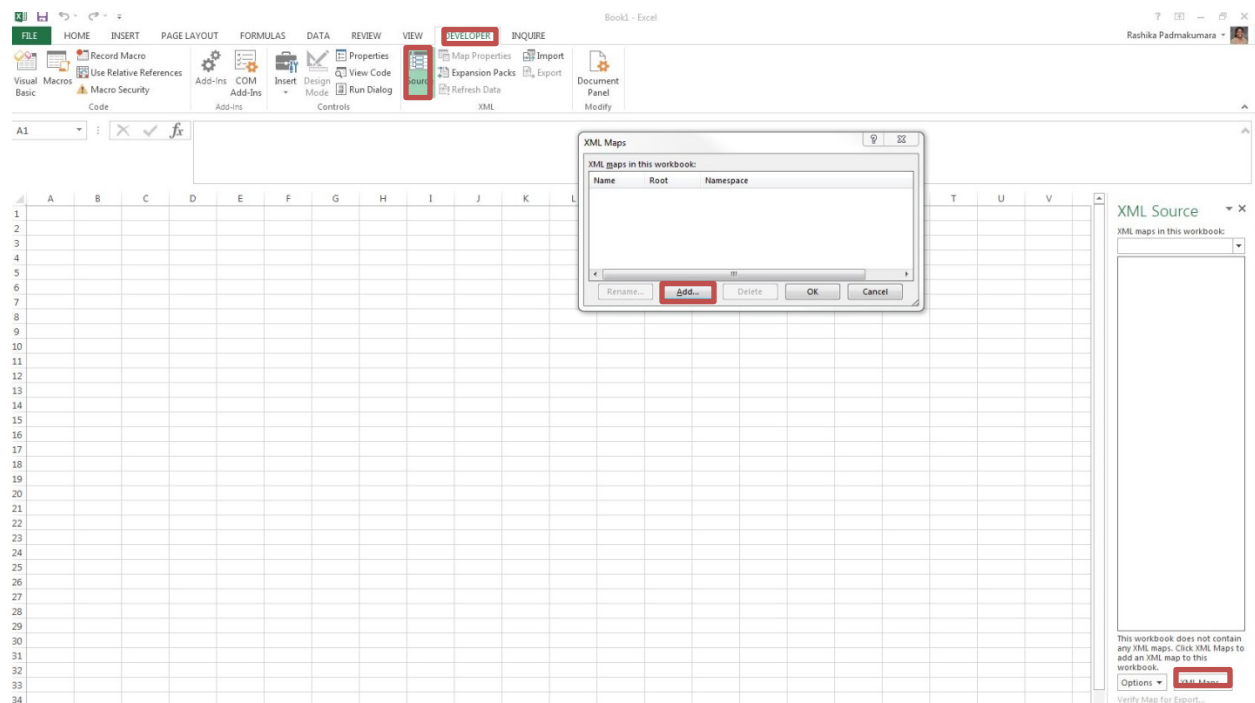 Book1 - Excel
FILE HOME INSERT PAGE LAYOUT FORMULAS DATA REVIEW VIEW DEVELOPER INQUIRE Rashika Padmakumara
Visual Basic
Macros
Record Macro
Use Relative References
Macro Security
Code
Add-Ins
COM Add-Ins
Add-Ins
Insert
Design Mode
Properties
View Code
Run Dialog
Controls
Source
Map Properties
Expansion Packs
Refresh Data
Import
Export
XML
Document Panel
Modify
A1
fx
XML Maps
XML maps in this workbook:
Name Root Namespace
Rename... Add... Delete OK Cancel
A B C D E F G H I J K L T U V
1
2
3
4
5
6
7
8
9
10
11
12
13
14
15
16
17
18
19
20
21
22
23
24
25
26
27
28
29
30
31
32
33
34
XML Source
XML maps in this workbook:
This workbook does not contain
any XML maps. Click XML Maps to
add an XML map to this
workbook.
Options XML Maps...
Verify Map for Export...